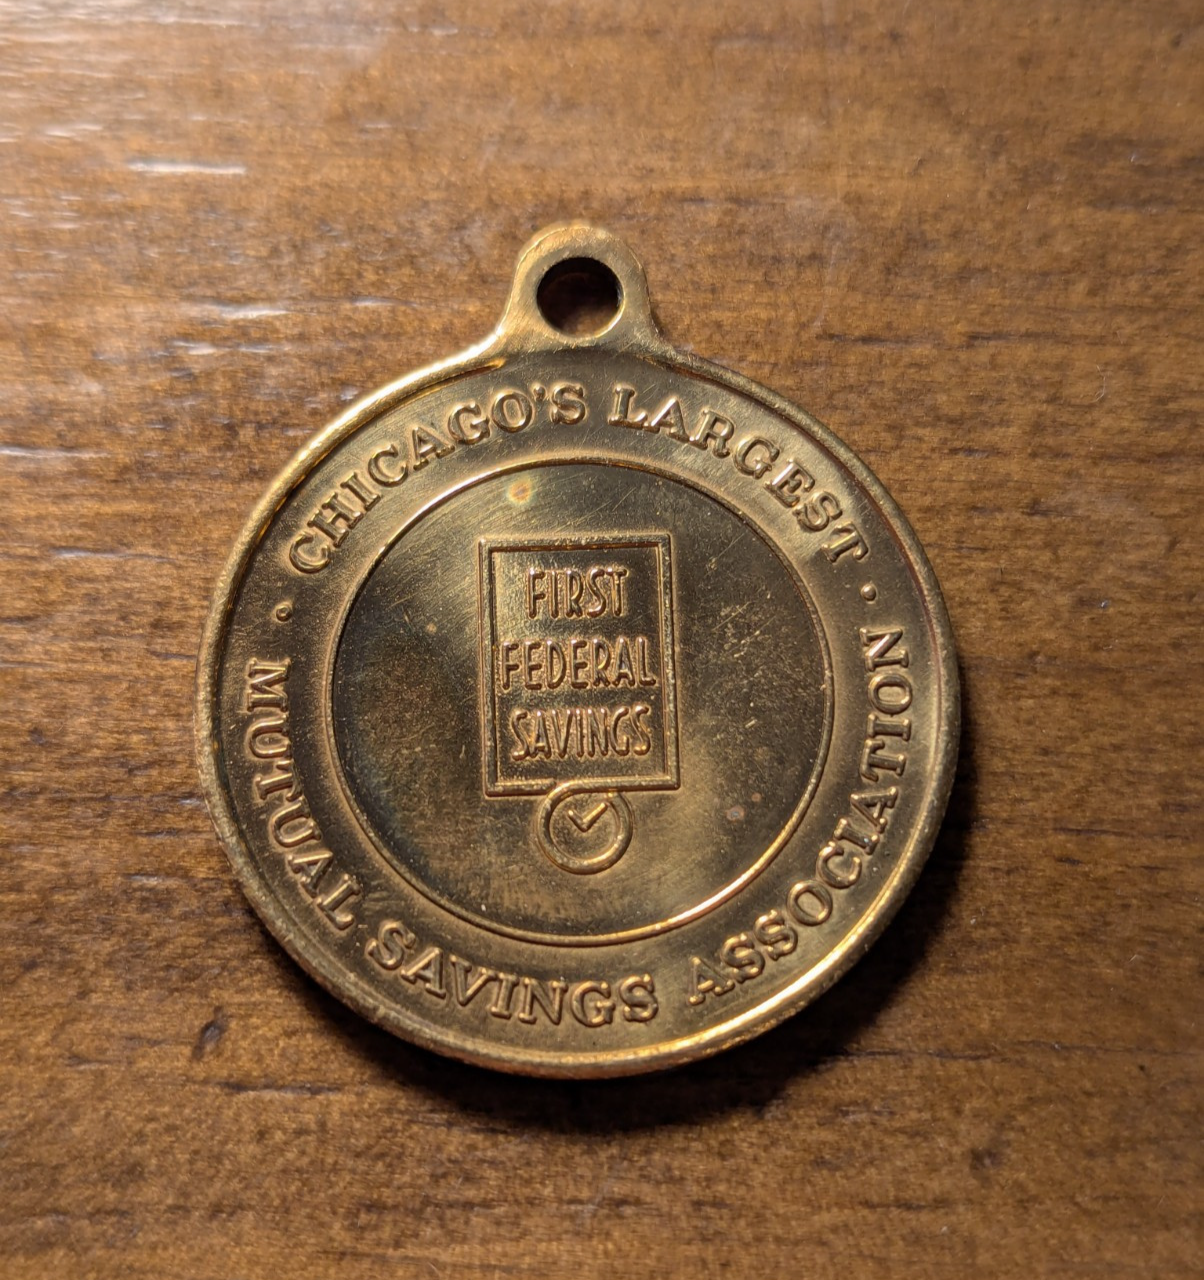 · CHICAGO'S LARGEST ·
MUTUAL SAVINGS ASSOCIATION
FIRST
FEDERAL
SAVINGS